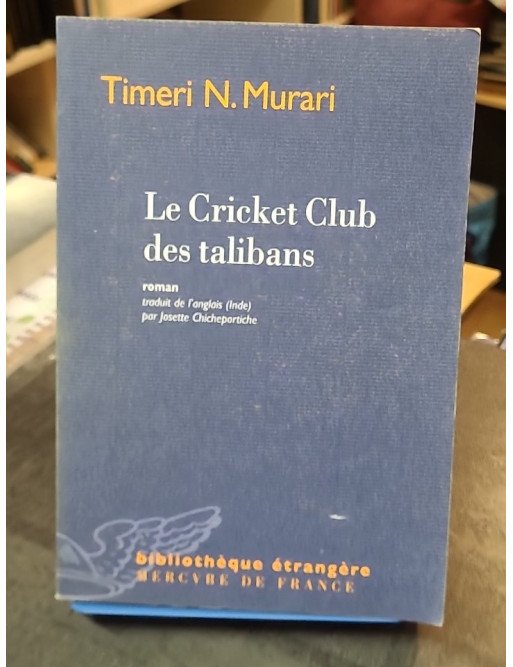 Timeri N. Murari
Le Cricket Club
des talibans
roman
traduit de l'anglais (Inde)
par Josette Chicheportiche
bibliothèque étrangère
MERCVRE DE FRANCE